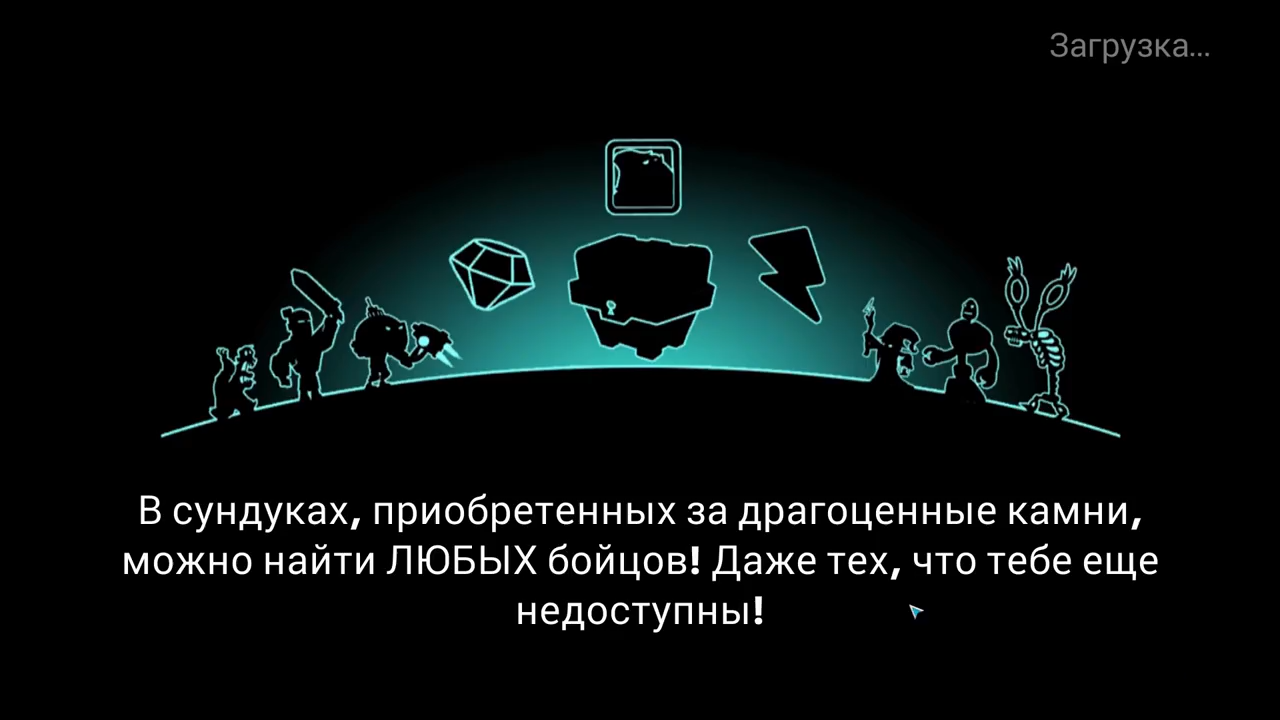 Загрузка...
В сундуках, приобретенных за драгоценные камни,
можно найти ЛЮБЫХ бойцов! Даже тех, что тебе еще
недоступны!